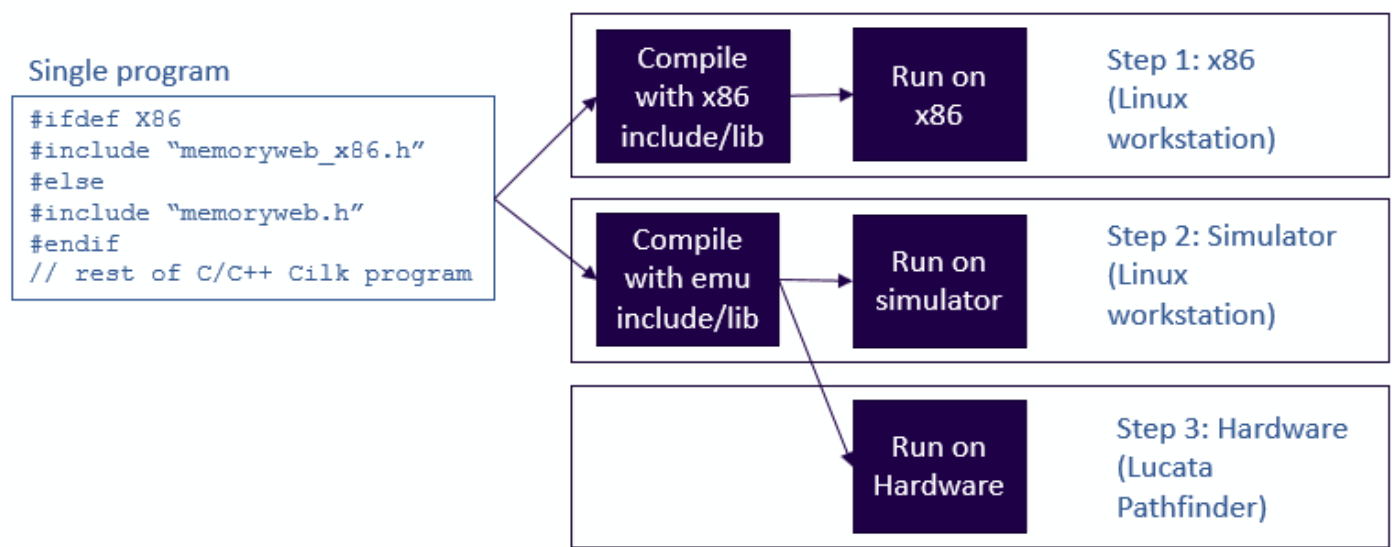 Single program
#ifdef X86
#include “memoryweb_x86.h”
#else
#include “memoryweb.h”
#endif
// rest of C/C++ Cilk program
Compile
with x86
include/lib
Run on
x86
Step 1: x86
(Linux
workstation)
Compile
with emu
include/lib
Run on
simulator
Step 2: Simulator
(Linux
workstation)
Run on
Hardware
Step 3: Hardware
(Lucata
Pathfinder)